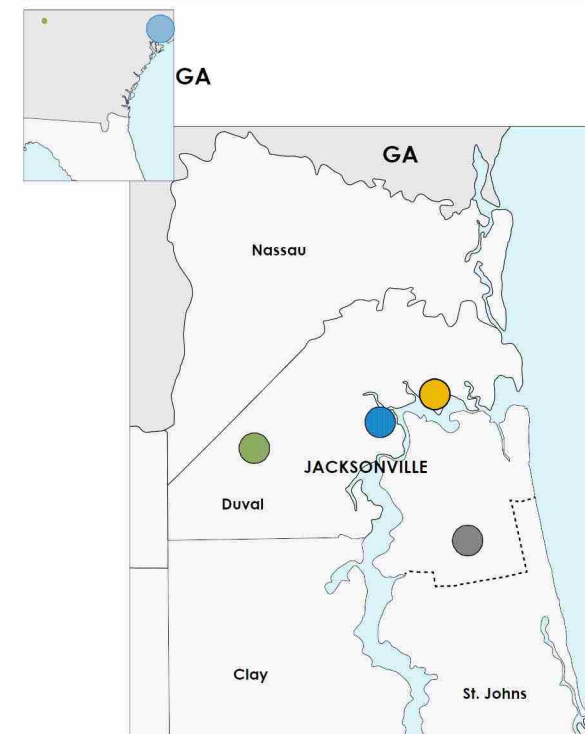 GA
GA
Nassau
JACKSONVILLE
Duval
Clay
St. Johns